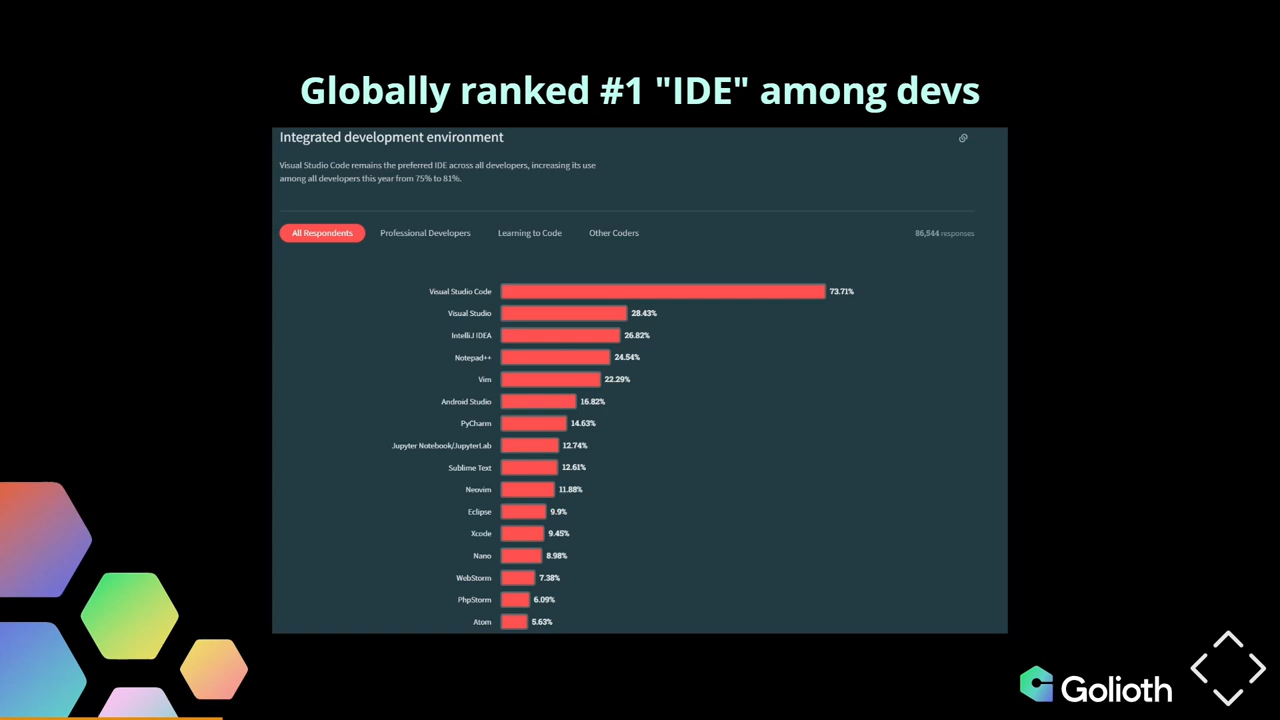 Globally ranked #1 "IDE" among devs
Integrated development environment
Visual Studio Code remains the preferred IDE across all developers, increasing its use
among all developers this year from 75% to 81%.
All Respondents Professional Developers Learning to Code Other Coders 86,544 responses
Visual Studio Code 73.71%
Visual Studio 28.43%
IntelliJ IDEA 26.82%
Notepad++ 24.54%
Vim 22.29%
Android Studio 16.82%
PyCharm 14.63%
Jupyter Notebook/JupyterLab 12.74%
Sublime Text 12.61%
Neovim 11.88%
Eclipse 9.9%
Xcode 9.45%
Nano 8.98%
WebStorm 7.38%
PhpStorm 6.09%
Atom 5.63%
Golioth